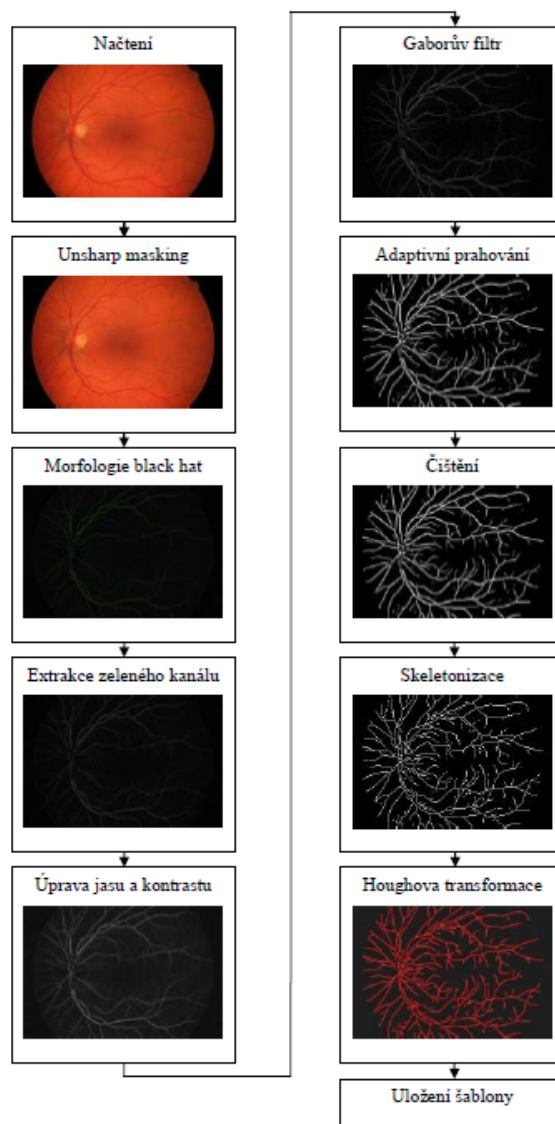 Načtení
Unsharp masking
Morfologie black hat
Extrakce zeleného kanálu
Úprava jasu a kontrastu
Gaborův filtr
Adaptivní prahování
Čištění
Skeletonizace
Houghova transformace
Uložení šablony